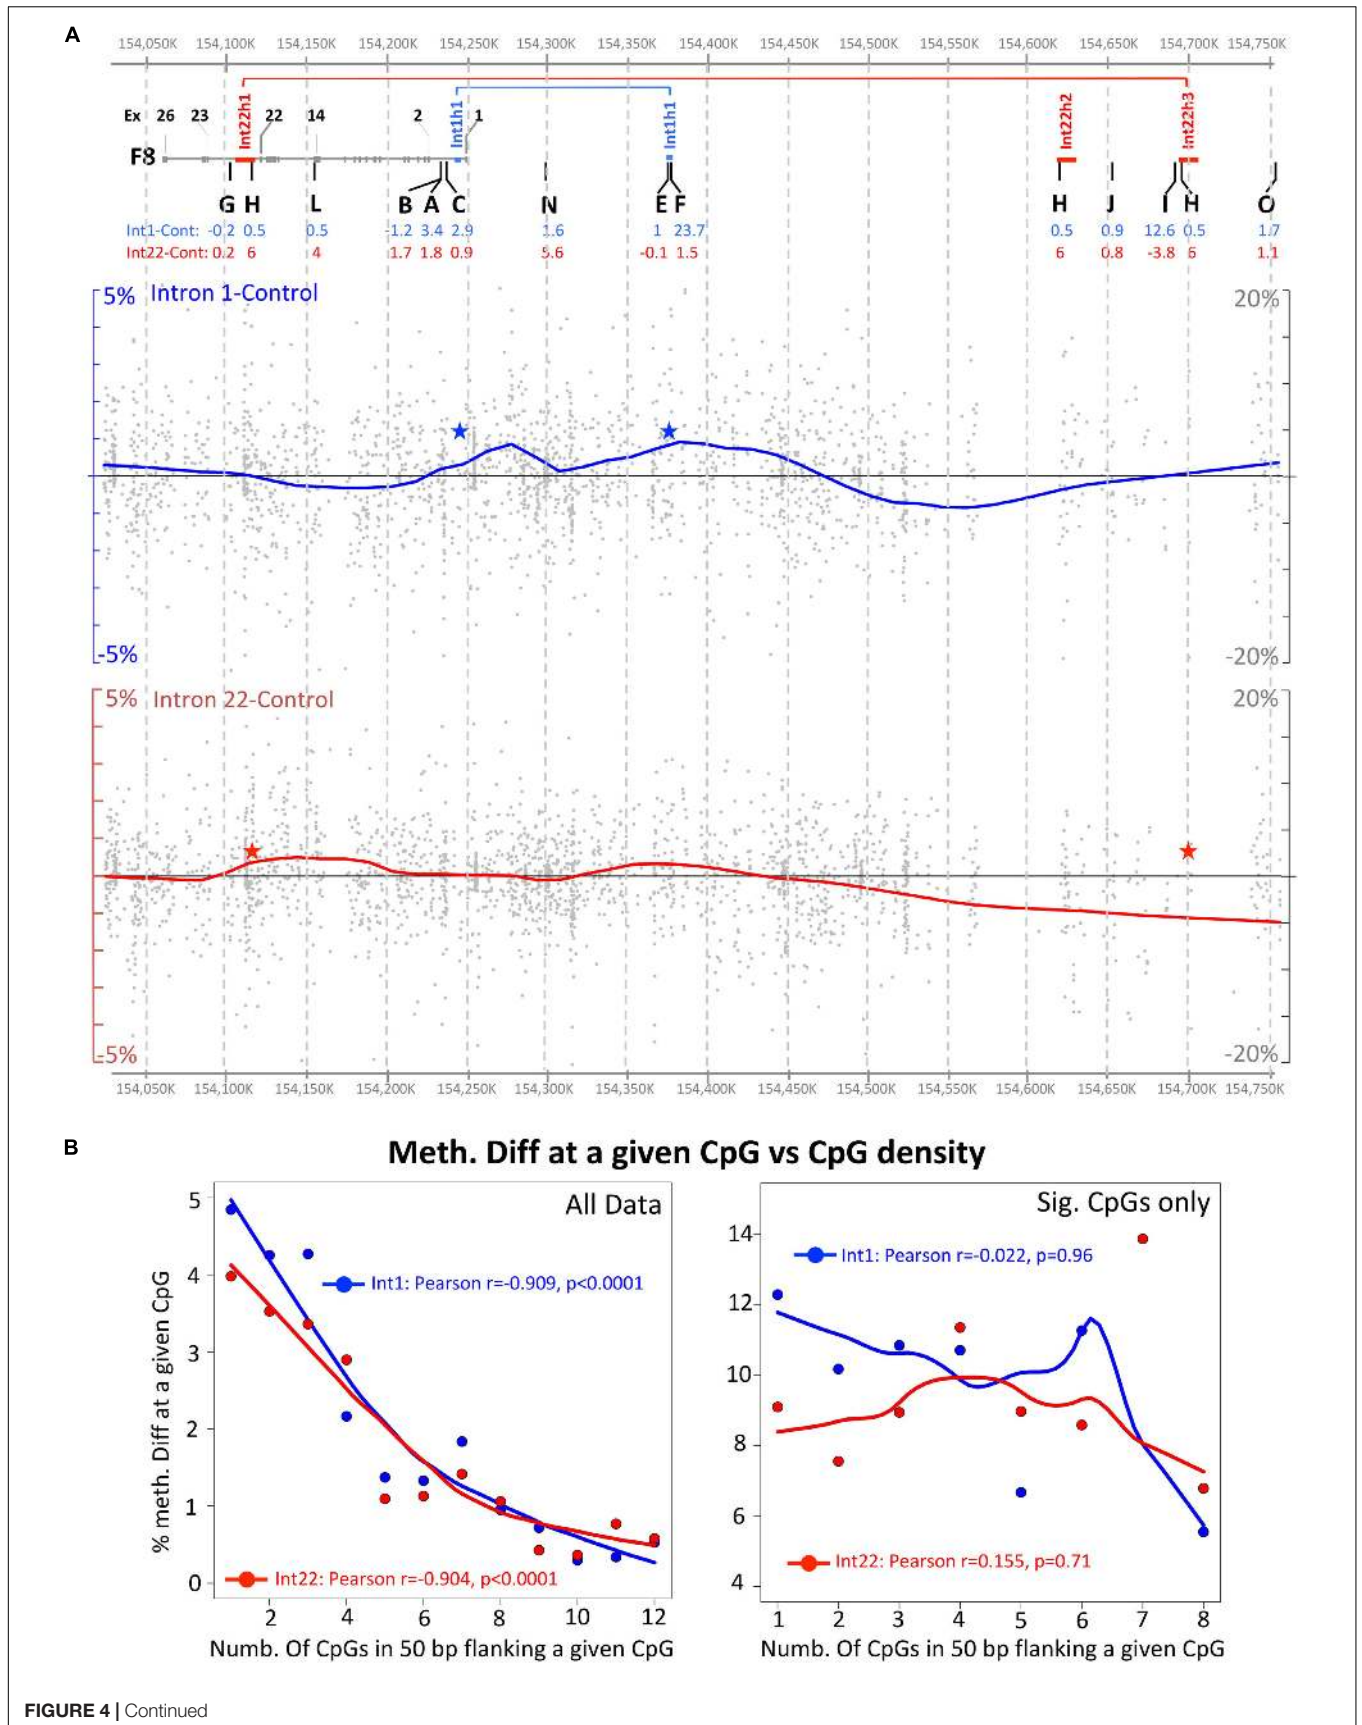 A
154,050K 154,100K 154,150K 154,200K 154,250K 154,300K 154,350K 154,400K 154,450K 154,500K 154,550K 154,600K 154,650K 154,700K 154,750K
Int22h1 Int1h1 Int1h1 Int22h2 Int22h3
Ex 26 23 22 14 2 1
F8
G H L B A C N E F H J I H O
Int1-Cont: -0.2 0.5 0.5 -1.2 3.4 2.9 1.6 1 23.7 0.5 0.9 12.6 0.5 1.7
Int22-Cont: 0.2 6 4 1.7 1.8 0.9 5.6 -0.1 1.5 6 0.8 -3.8 6 1.1
5% Intron 1-Control 20%
-5% -20%
5% Intron 22-Control 20%
-5% -20%
154,050K 154,100K 154,150K 154,200K 154,250K 154,300K 154,350K 154,400K 154,450K 154,500K 154,550K 154,600K 154,650K 154,700K 154,750K
B
Meth. Diff at a given CpG vs CpG density
% meth. Diff at a given CpG
All Data
5
4
3
2
1
0
Int1: Pearson r=-0.909, p<0.0001
Int22: Pearson r=-0.904, p<0.0001
2 4 6 8 10 12
Numb. Of CpGs in 50 bp flanking a given CpG
Sig. CpGs only
14
12
10
8
6
4
Int1: Pearson r=-0.022, p=0.96
Int22: Pearson r=0.155, p=0.71
1 2 3 4 5 6 7 8
Numb. Of CpGs in 50 bp flanking a given CpG
FIGURE 4 | Continued